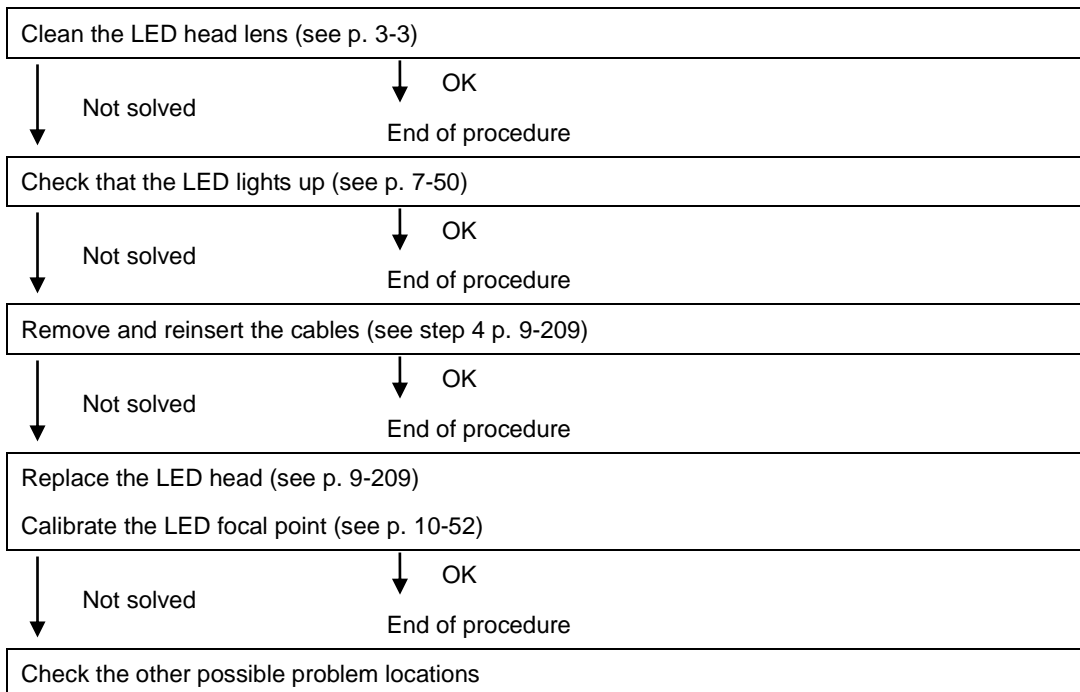 Clean the LED head lens (see p. 3-3)
OK
Not solved
End of procedure
Check that the LED lights up (see p. 7-50)
OK
Not solved
End of procedure
Remove and reinsert the cables (see step 4 p. 9-209)
OK
Not solved
End of procedure
Replace the LED head (see p. 9-209)
Calibrate the LED focal point (see p. 10-52)
OK
Not solved
End of procedure
Check the other possible problem locations